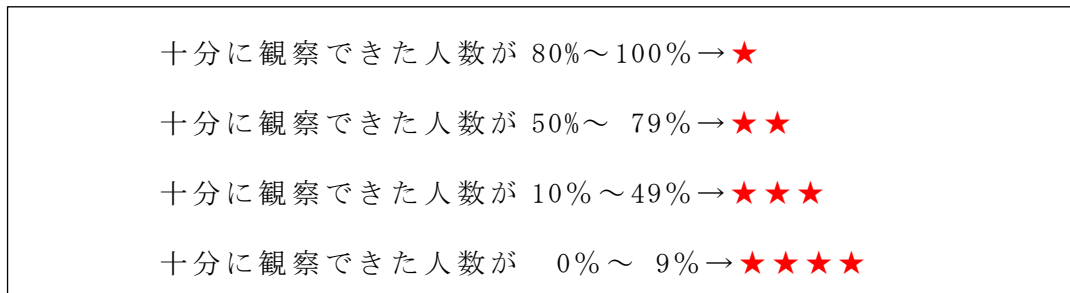 十分に観察できた人数が 80%～100％→★
十分に観察できた人数が 50%～ 79％→★★
十分に観察できた人数が 10％～49％→★★★
十分に観察できた人数が　0％～ 9％→★★★★